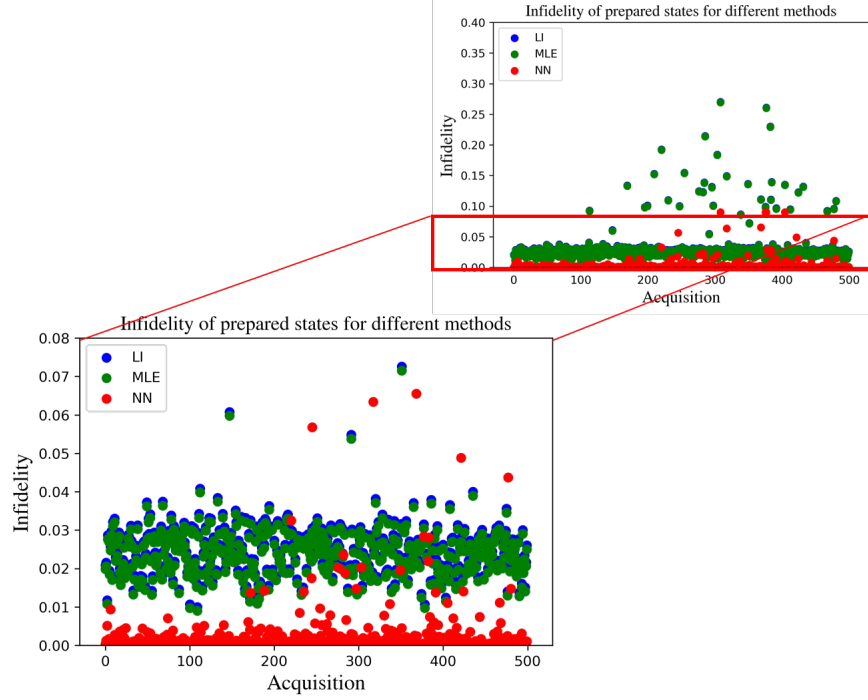 Infidelity of prepared states for different methods
0.40
0.35
0.30
0.25
0.20
0.15
0.10
0.05
0.00
Infidelity
LI
MLE
NN
0
100
200
300
400
500
Acquisition
Infidelity of prepared states for different methods
0.08
0.07
0.06
0.05
0.04
0.03
0.02
0.01
0.00
Infidelity
LI
MLE
NN
0
100
200
300
400
500
Acquisition